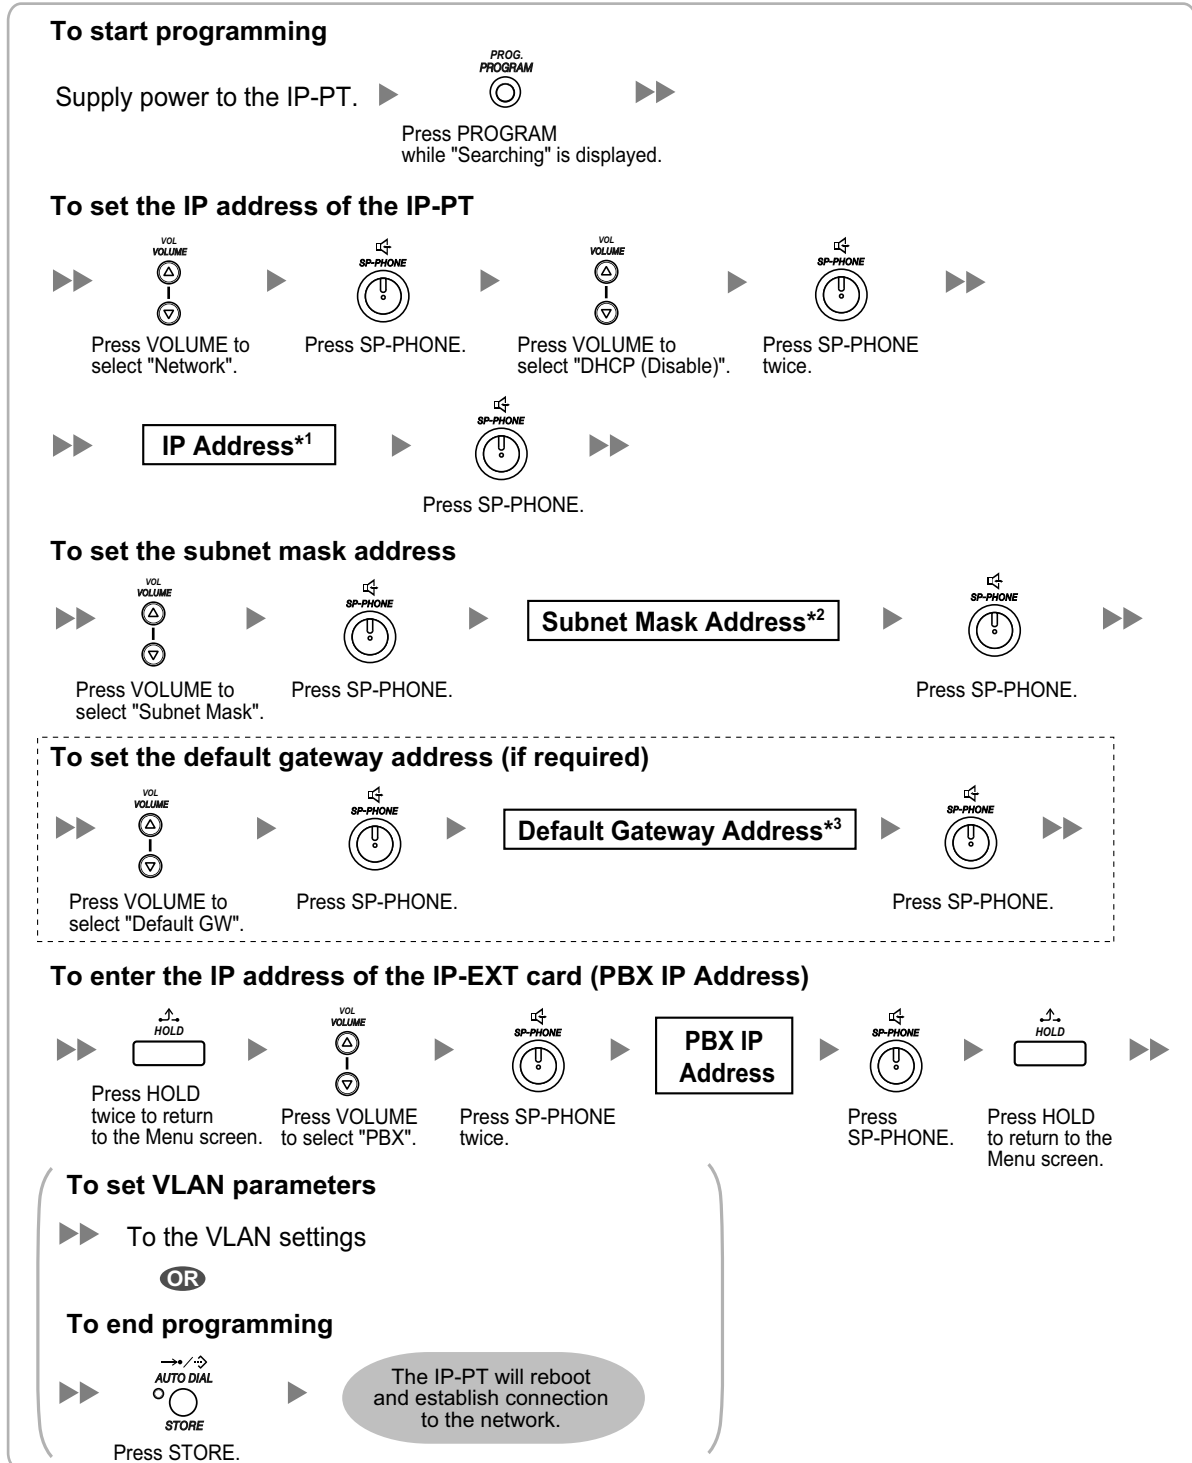 To start programming
Supply power to the IP-PT.
PROG.
PROGRAM
Press PROGRAM
while "Searching" is displayed.
To set the IP address of the IP-PT
VOL
VOLUME
Press VOLUME to
select "Network".
SP-PHONE
Press SP-PHONE.
VOL
VOLUME
Press VOLUME to
select "DHCP (Disable)".
SP-PHONE
Press SP-PHONE
twice.
IP Address*1
SP-PHONE
Press SP-PHONE.
To set the subnet mask address
VOL
VOLUME
Press VOLUME to
select "Subnet Mask".
SP-PHONE
Press SP-PHONE.
Subnet Mask Address*2
SP-PHONE
Press SP-PHONE.
To set the default gateway address (if required)
VOL
VOLUME
Press VOLUME to
select "Default GW".
SP-PHONE
Press SP-PHONE.
Default Gateway Address*3
SP-PHONE
Press SP-PHONE.
To enter the IP address of the IP-EXT card (PBX IP Address)
HOLD
Press HOLD
twice to return
to the Menu screen.
VOL
VOLUME
Press VOLUME
to select "PBX".
SP-PHONE
Press SP-PHONE
twice.
PBX IP
Address
SP-PHONE
Press
SP-PHONE.
HOLD
Press HOLD
to return to the
Menu screen.
To set VLAN parameters
To the VLAN settings
OR
To end programming
AUTO DIAL
STORE
Press STORE.
The IP-PT will reboot
and establish connection
to the network.